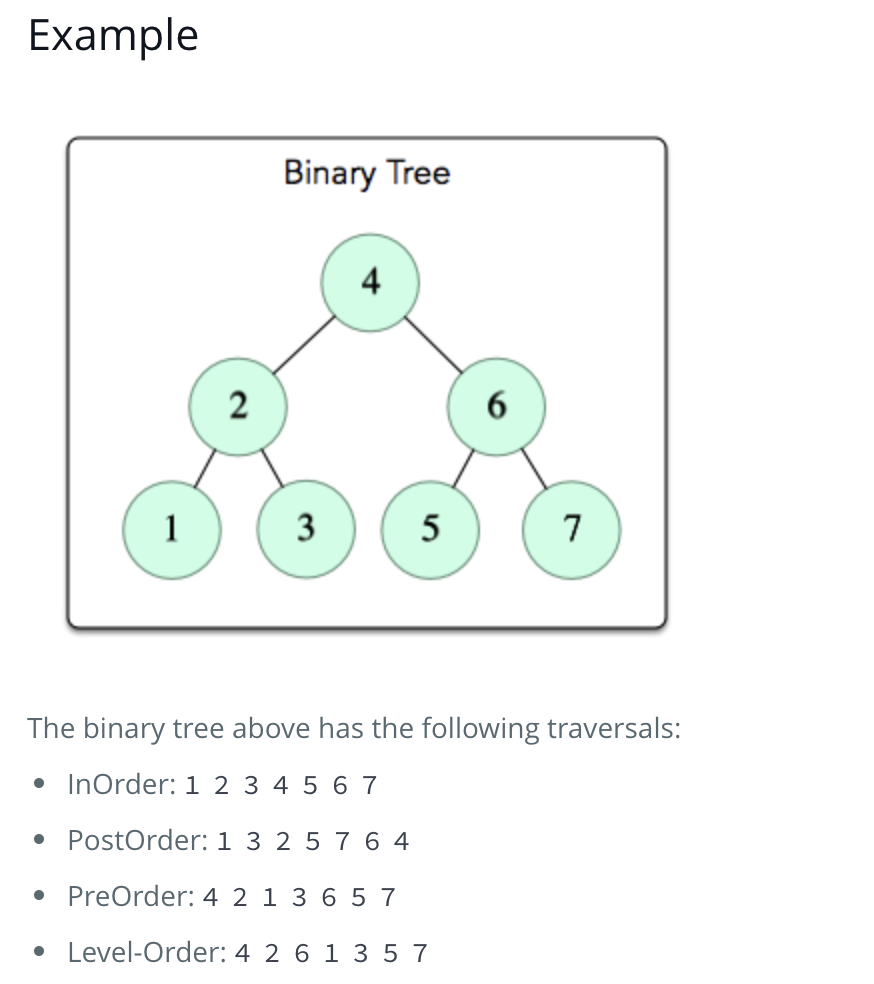 Example
Binary Tree
4
2 6
1 3 5 7
The binary tree above has the following traversals:
• InOrder: 1 2 3 4 5 6 7
• PostOrder: 1 3 2 5 7 6 4
• PreOrder: 4 2 1 3 6 5 7
• Level-Order: 4 2 6 1 3 5 7